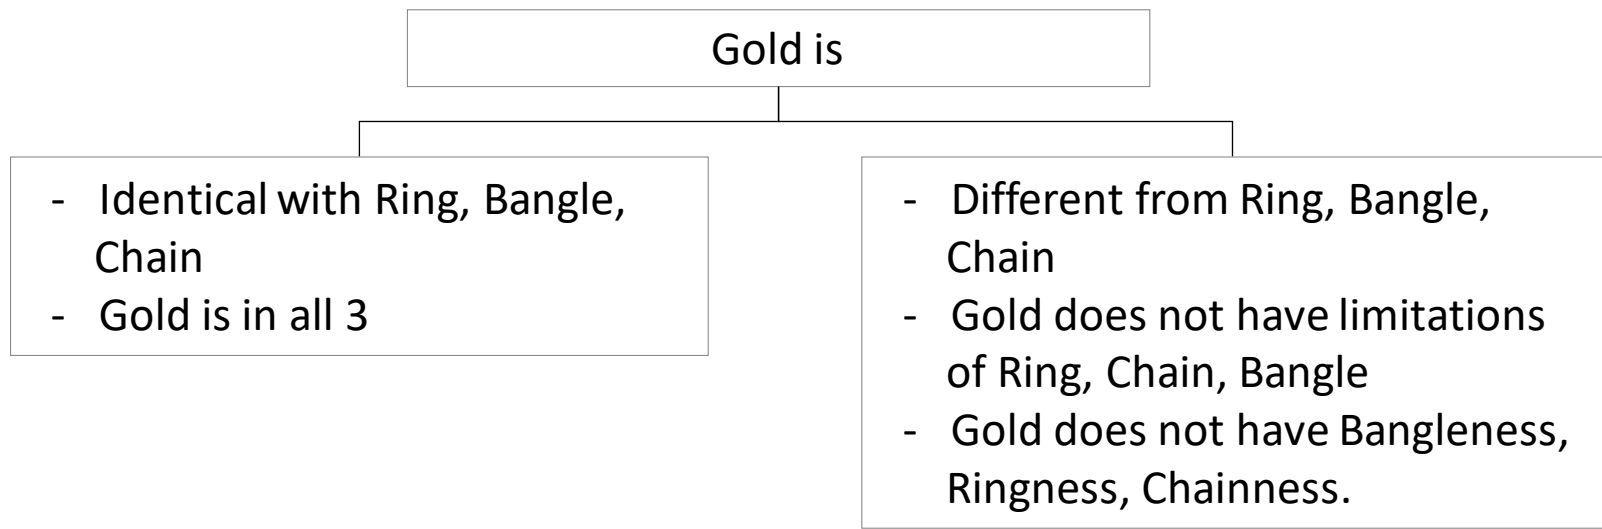 Gold is
- Identical with Ring, Bangle,
Chain
- Gold is in all 3
- Different from Ring, Bangle,
Chain
- Gold does not have limitations
of Ring, Chain, Bangle
- Gold does not have Bangleness,
Ringness, Chainness.